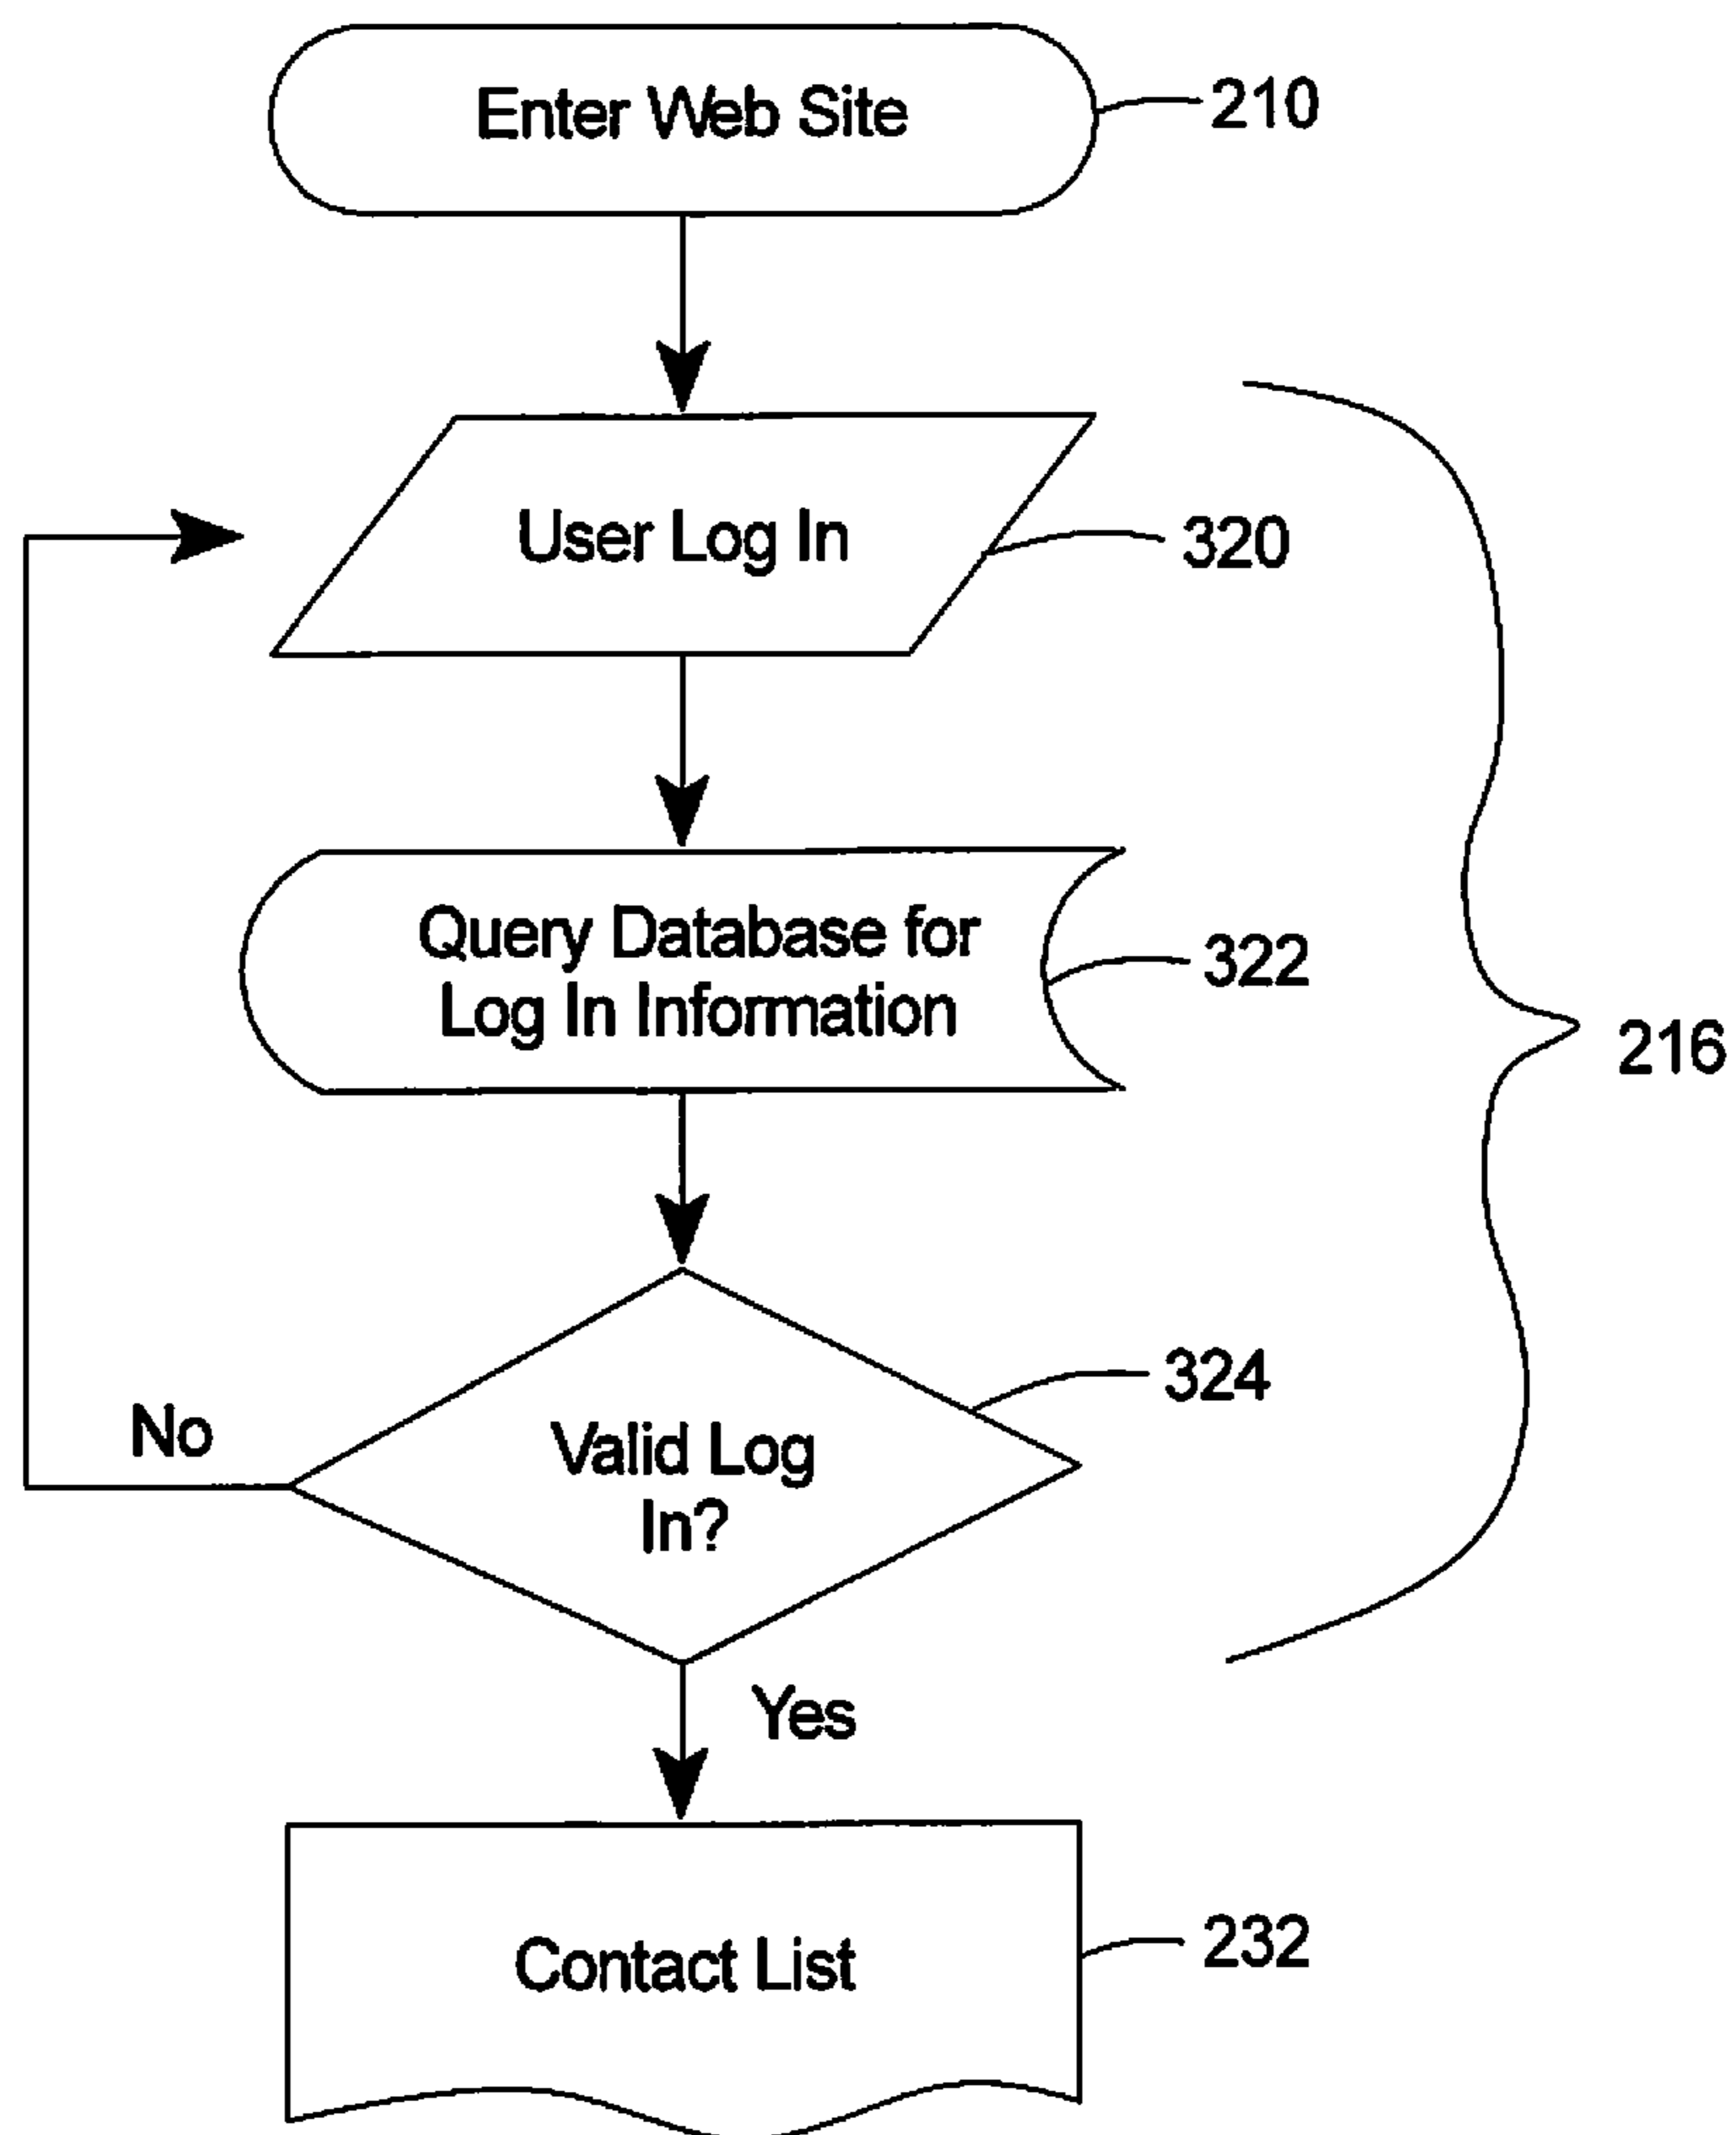 Enter Web Site
210
User Log In
320
Query Database for
Log In Information
322
216
324
No
Valid Log
In?
Yes
Contact List
232